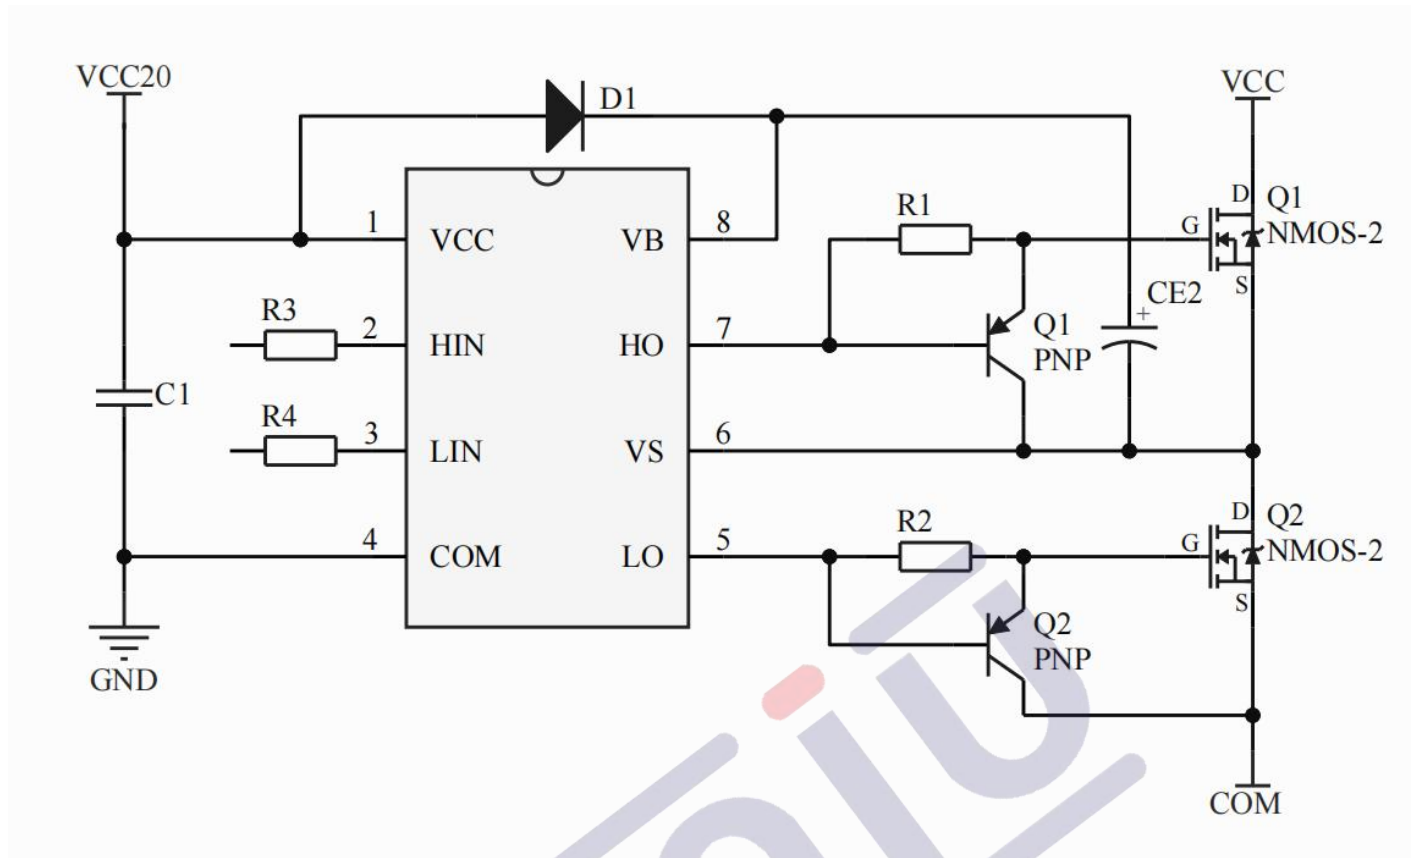 VCC20
D1
VCC
1
VCC
VB
8
R1
D
Q1
G
NMOS-2
S
R3
2
HIN
HO
7
Q1
PNP
CE2
+
C1
R4
3
LIN
VS
6
4
COM
LO
5
R2
D
Q2
G
NMOS-2
S
Q2
PNP
GND
COM